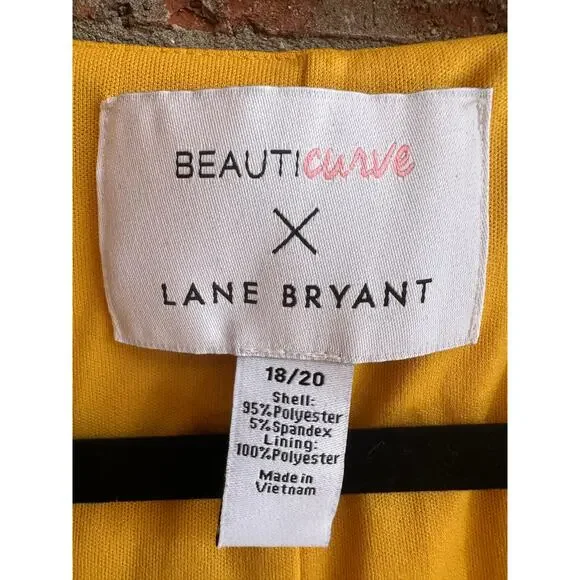 BEAUTIcurve
X
LANE BRYANT
18/20
Shell:
95%Polyester
5%Spandex
Lining:
100%Polyester
Made in
Vietnam